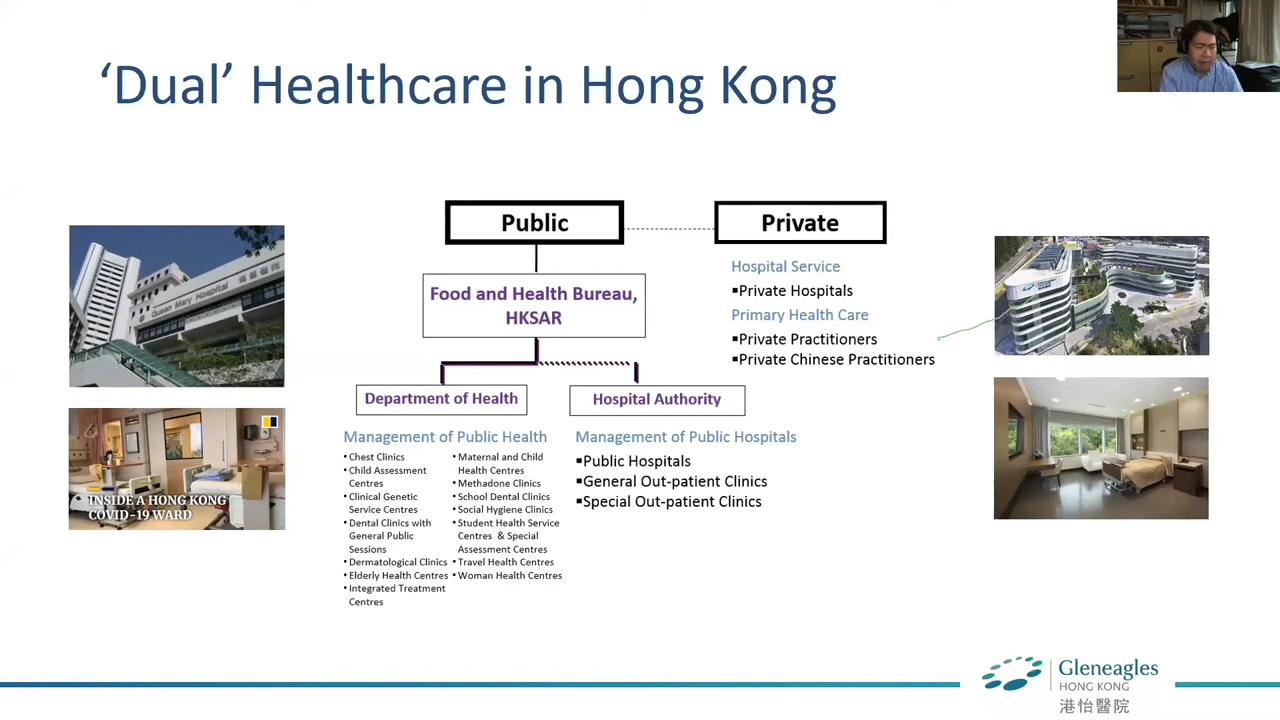 ‘Dual’ Healthcare in Hong Kong
Public
Private
Food and Health Bureau,
HKSAR
Hospital Service
▪Private Hospitals
Primary Health Care
▪Private Practitioners
▪Private Chinese Practitioners
Department of Health
Hospital Authority
Management of Public Health
• Chest Clinics
• Child Assessment
Centres
• Clinical Genetic
Service Centres
• Dental Clinics with
General Public
Sessions
• Dermatological Clinics
• Elderly Health Centres
• Integrated Treatment
Centres
• Maternal and Child
Health Centres
• Methadone Clinics
• School Dental Clinics
• Social Hygiene Clinics
• Student Health Service
Centres & Special
Assessment Centres
• Travel Health Centres
• Woman Health Centres
Management of Public Hospitals
▪Public Hospitals
▪General Out-patient Clinics
▪Special Out-patient Clinics
Queen Mary Hospital
INSIDE A HONG KONG
COVID-19 WARD
Gleneagles
HONG KONG
港怡醫院